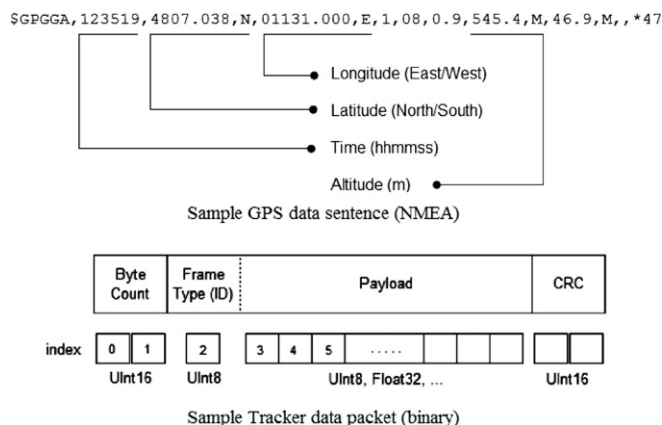 $GPGGA,123519,4807.038,N,01131.000,E,1,08,0.9,545.4,M,46.9,M,,*47
Longitude (East/West)
Latitude (North/South)
Time (hhmmss)
Altitude (m)
Sample GPS data sentence (NMEA)
Byte Count
Frame Type (ID)
Payload
CRC
index 0 1 2 3 4 5 .....
UInt16 UInt8 UInt8, Float32, ... UInt16
Sample Tracker data packet (binary)